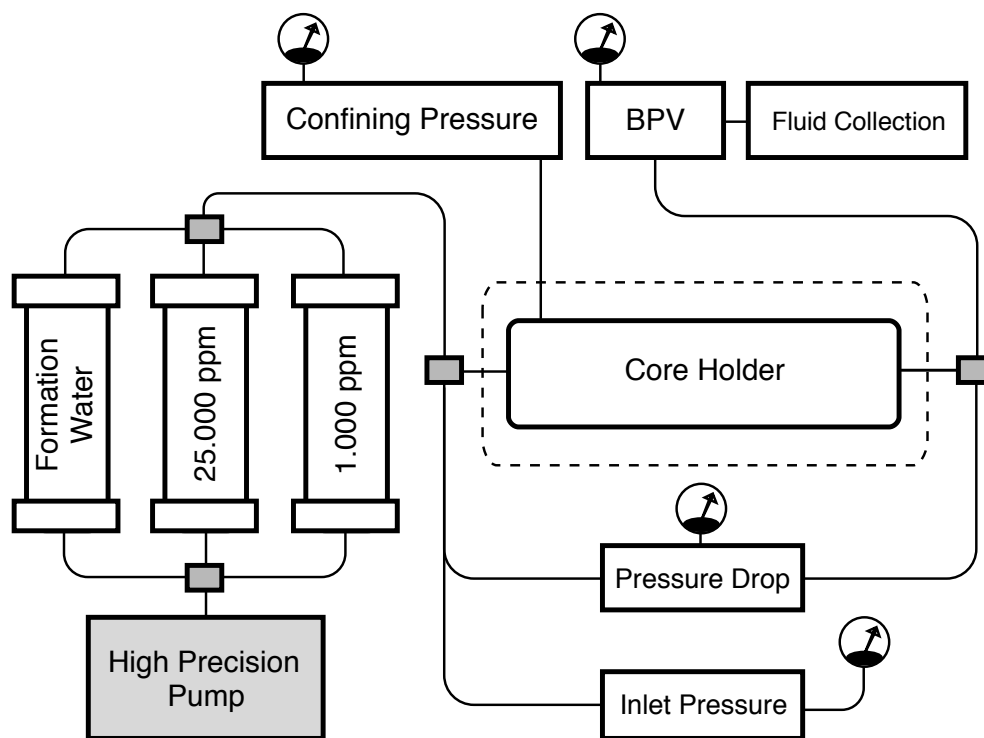 Confining Pressure
BPV
Fluid Collection
Formation
Water
25.000 ppm
1.000 ppm
Core Holder
Pressure Drop
High Precision
Pump
Inlet Pressure